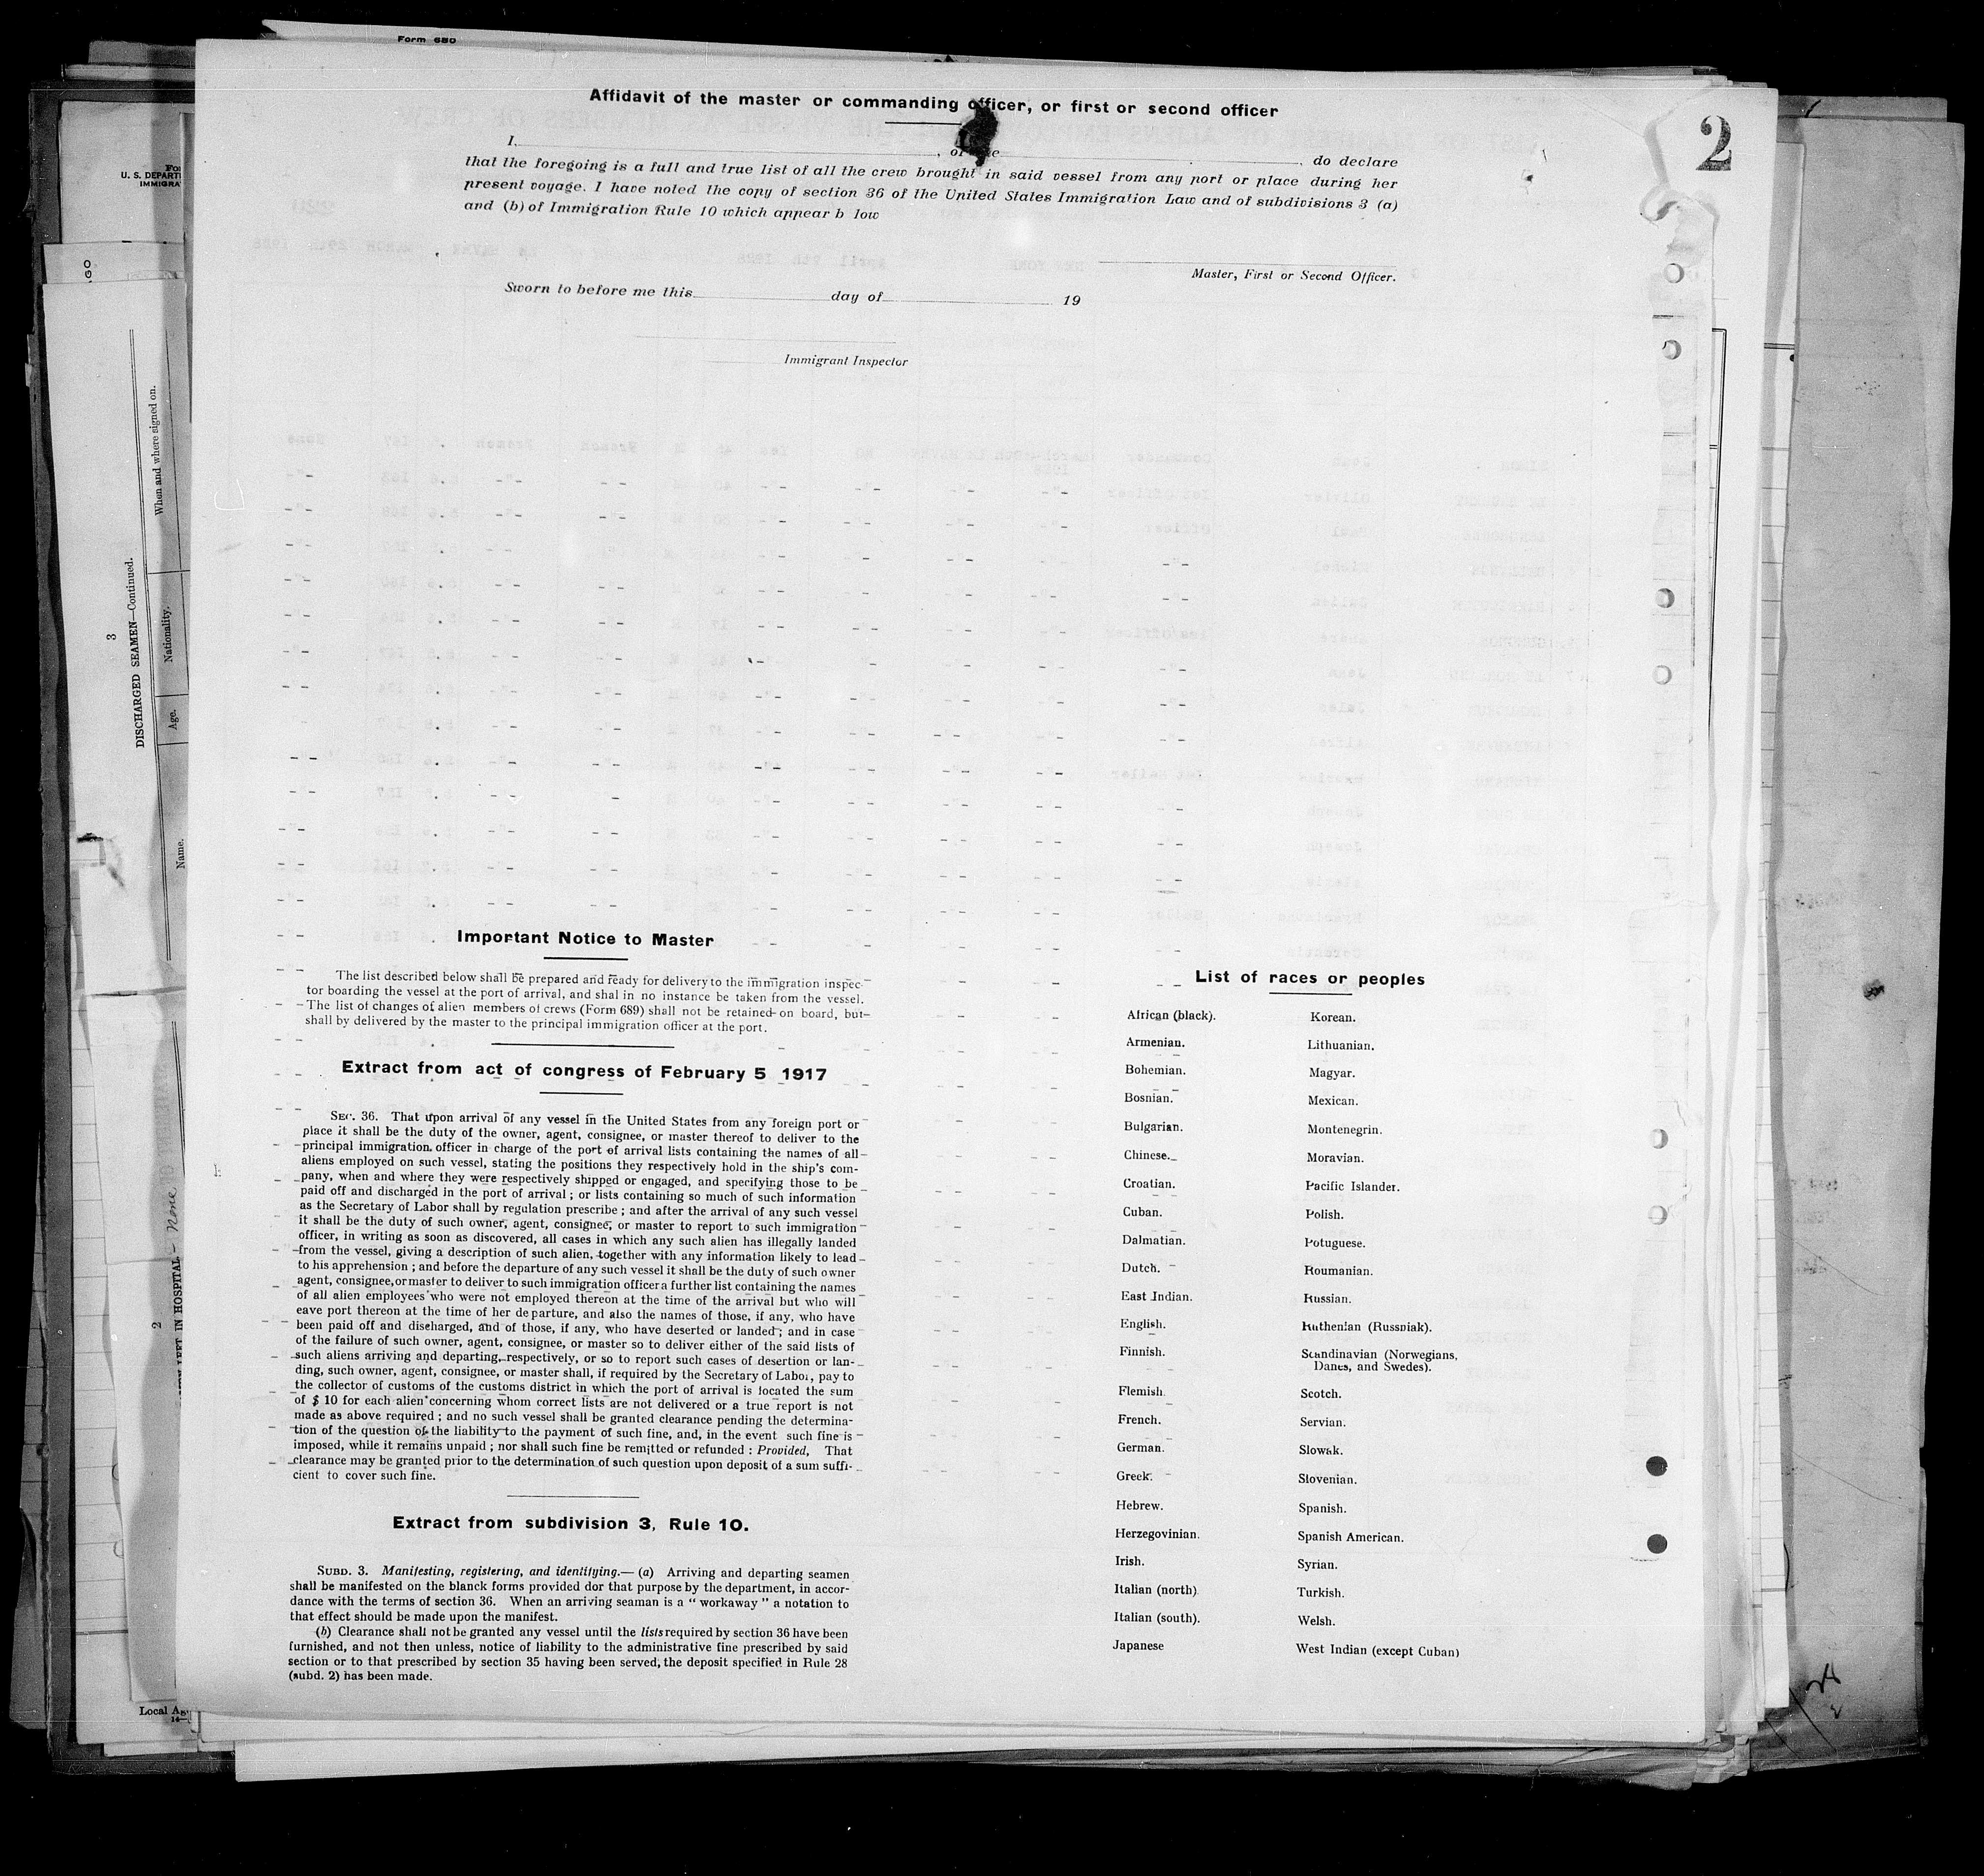 Form 680
2
Affidavit of the master or commanding officer, or first or second officer
I, , of the , do declare
that the foregoing is a full and true list of all the crew brought in said vessel from any port or place during her
present voyage. I have noted the copy of section 36 of the United States Immigration Law and of subdivisions 3 (a)
and (b) of Immigration Rule 10 which appear b low
Master, First or Second Officer.
Sworn to before me this day of 19
Immigrant Inspector
Important Notice to Master
The list described below shall be prepared and ready for delivery to the immigration inspec-
tor boarding the vessel at the port of arrival, and shal in no instance be taken from the vessel.
The list of changes of alien members of crews (Form 689) shall not be retained on board, but
shall by delivered by the master to the principal immigration officer at the port.
Extract from act of congress of February 5 1917
SEC. 36. That upon arrival of any vessel in the United States from any foreign port or
place it shall be the duty of the owner, agent, consignee, or master thereof to deliver to the
principal immigration officer in charge of the port of arrival lists containing the names of all
aliens employed on such vessel, stating the positions they respectively hold in the ship's com-
pany, when and where they were respectively shipped or engaged, and specifying those to be
paid off and discharged in the port of arrival ; or lists containing so much of such information
as the Secretary of Labor shall by regulation prescribe ; and after the arrival of any such vessel
it shall be the duty of such owner, agent, consignee, or master to report to such immigration
officer, in writing as soon as discovered, all cases in which any such alien has illegally landed
from the vessel, giving a description of such alien, together with any information likely to lead
to his apprehension ; and before the departure of any such vessel it shall be the duty of such owner
agent, consignee, or master to deliver to such immigration officer a further list containing the names
of all alien employees who were not employed thereon at the time of the arrival but who will
eave port thereon at the time of her departure, and also the names of those, if any, who have
been paid off and discharged, and of those, if any, who have deserted or landed ; and in case
of the failure of such owner, agent, consignee, or master so to deliver either of the said lists of
such aliens arriving and departing, respectively, or so to report such cases of desertion or lan-
ding, such owner, agent, consignee, or master shall, if required by the Secretary of Labor, pay to
the collector of customs of the customs district in which the port of arrival is located the sum
of $ 10 for each alien concerning whom correct lists are not delivered or a true report is not
made as above required ; and no such vessel shall be granted clearance pending the determina-
tion of the question of the liability to the payment of such fine, and, in the event such fine is
imposed, while it remains unpaid ; nor shall such fine be remitted or refunded : Provided, That
clearance may be granted prior to the determination of such question upon deposit of a sum suffi-
cient to cover such fine.
Extract from subdivision 3, Rule 10.
SUBD. 3. Manifesting, registering, and identifying.— (a) Arriving and departing seamen
shall be manifested on the blanck forms provided dor that purpose by the department, in accor-
dance with the terms of section 36. When an arriving seaman is a " workaway " a notation to
that effect should be made upon the manifest.
(b) Clearance shall not be granted any vessel until the lists required by section 36 have been
furnished, and not then unless, notice of liability to the administrative fine prescribed by said
section or to that prescribed by section 35 having been served, the deposit specified in Rule 28
(subd. 2) has been made.
List of races or peoples
African (black). Korean.
Armenian. Lithuanian.
Bohemian. Magyar.
Bosnian. Mexican.
Bulgarian. Montenegrin.
Chinese. Moravian.
Croatian. Pacific Islander.
Cuban. Polish.
Dalmatian. Potuguese.
Dutch. Roumanian.
East Indian. Russian.
English. Ruthenian (Russniak).
Finnish. Scandinavian (Norwegians,
Danes, and Swedes).
Flemish. Scotch.
French. Servian.
German. Slowak.
Greek. Slovenian.
Hebrew. Spanish.
Herzegovinian. Spanish American.
Irish. Syrian.
Italian (north). Turkish.
Italian (south). Welsh.
Japanese West Indian (except Cuban)
U. S. DEPART
IMMIGRA
3
DISCHARGED SEAMEN—Continued.
Name.
Age.
Nationality.
When and where signed on.
2
LEFT IN HOSPITAL - None
Local Ag